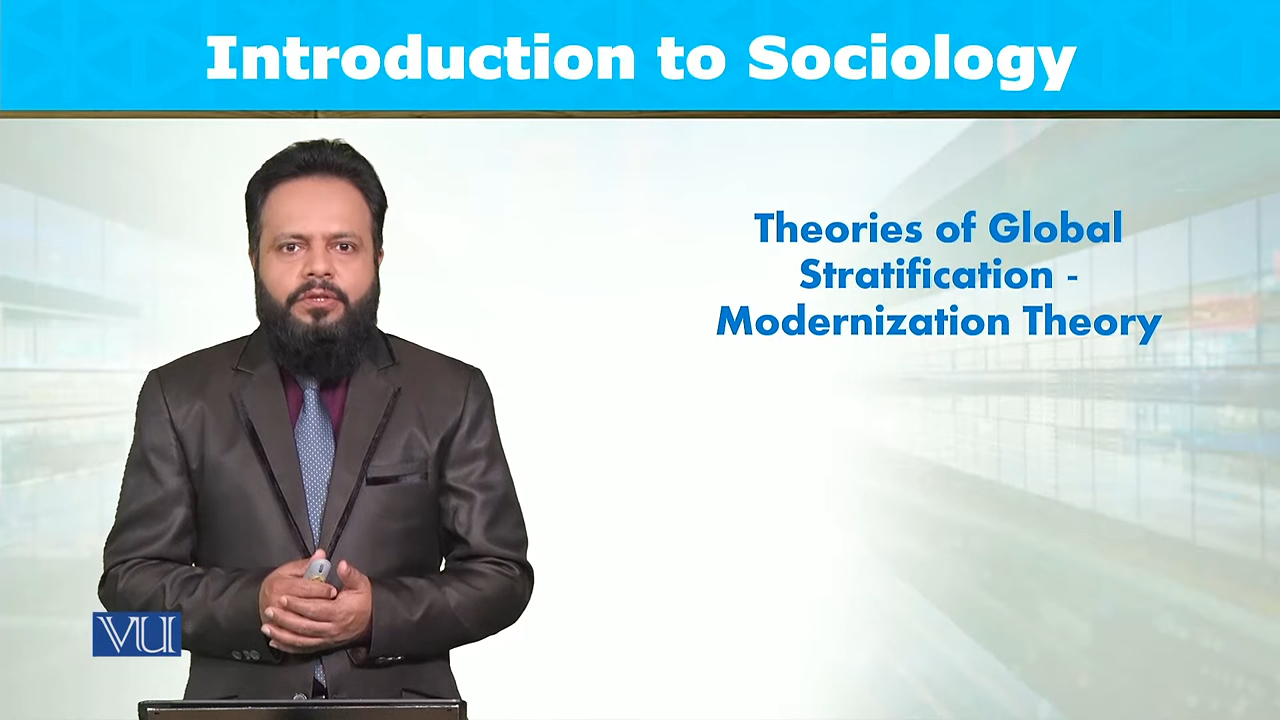 Introduction to Sociology
Theories of Global
Stratification -
Modernization Theory
VU